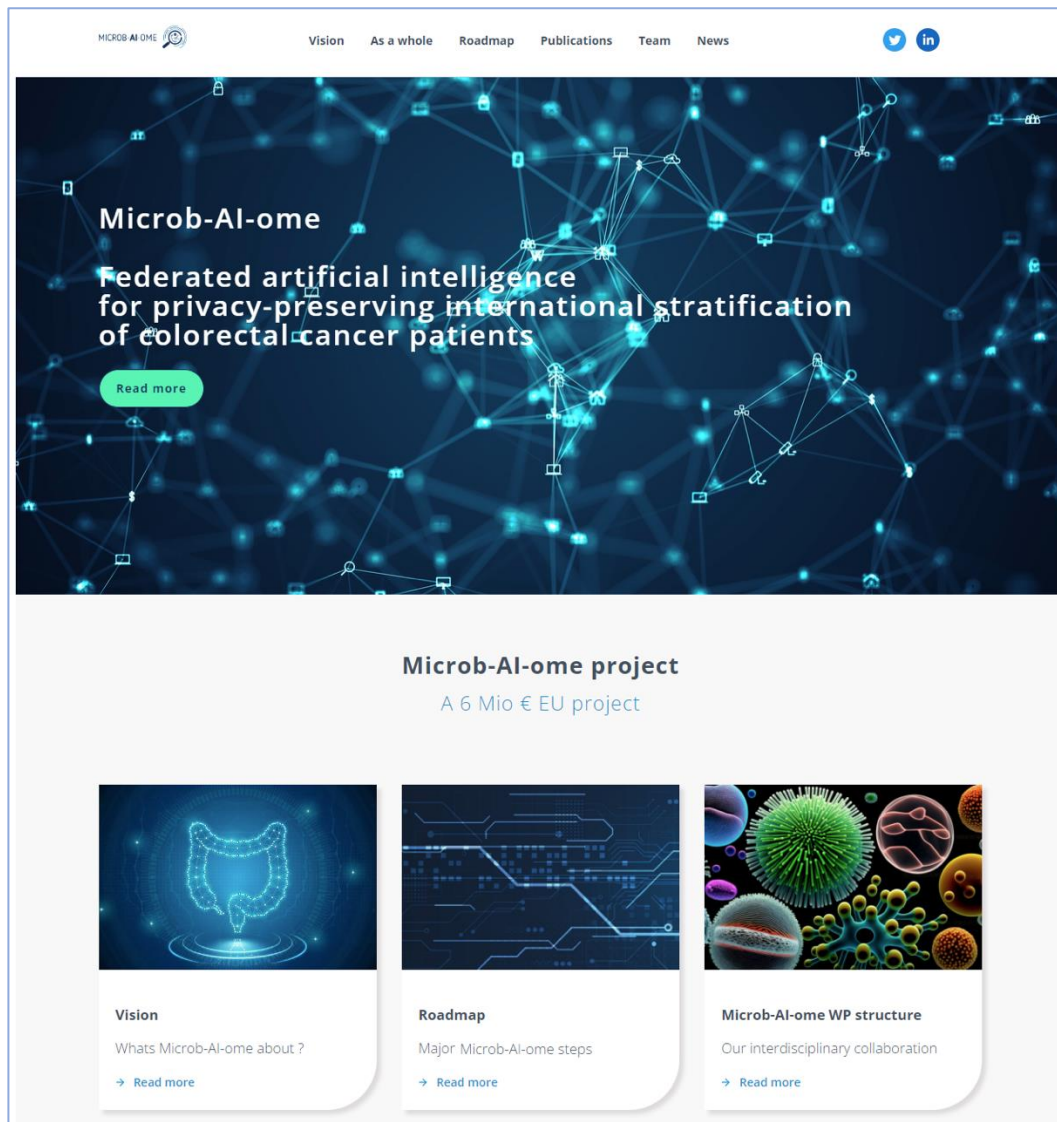 MICROB-AI-OME
Vision As a whole Roadmap Publications Team News
Microb-AI-ome
Federated artificial intelligence
for privacy-preserving international stratification
of colorectal cancer patients
Read more
Microb-AI-ome project
A 6 Mio € EU project
Vision
Whats Microb-AI-ome about ?
→ Read more
Roadmap
Major Microb-AI-ome steps
→ Read more
Microb-AI-ome WP structure
Our interdisciplinary collaboration
→ Read more